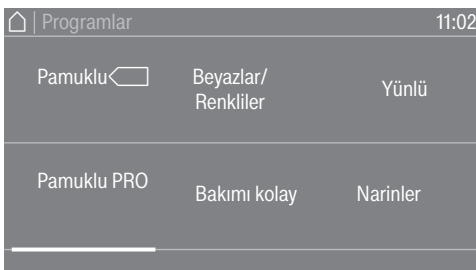 Programlar 11:02
Pamuklu Beyazlar/ Yünlü
Renkliler
Pamuklu PRO Bakımı kolay Narinler